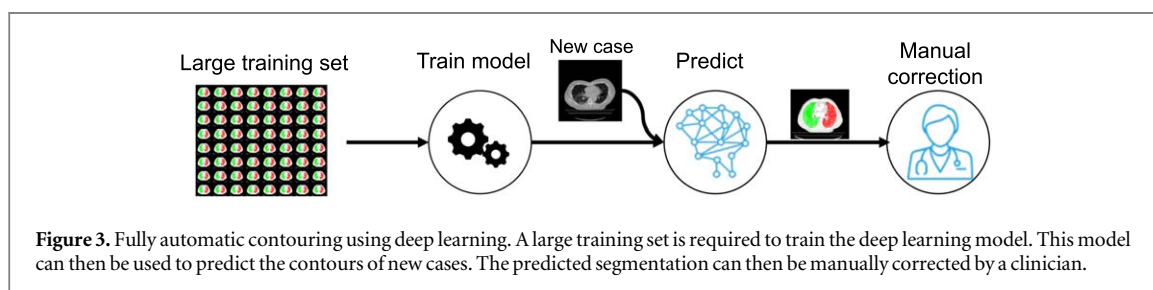 Large training set
Train model
New case
Predict
Manual
correction
Figure 3. Fully automatic contouring using deep learning. A large training set is required to train the deep learning model. This model
can then be used to predict the contours of new cases. The predicted segmentation can then be manually corrected by a clinician.